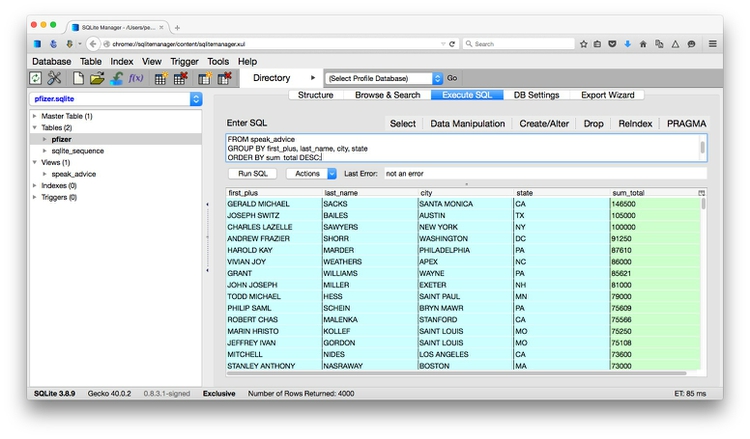 SQLite Manager - /Users/pe...
chrome://sqlitemanager/content/sqlitemanager.xul
Search
Database Table Index View Trigger Tools Help
f(x) Directory (Select Profile Database) Go
pfizer.sqlite
Structure Browse & Search Execute SQL DB Settings Export Wizard
Master Table (1)
Tables (2)
pfizer
sqlite_sequence
Views (1)
speak_advice
Indexes (0)
Triggers (0)
Enter SQL Select Data Manipulation Create/Alter Drop ReIndex PRAGMA
FROM speak_advice
GROUP BY first_plus, last_name, city, state
ORDER BY sum_total DESC;
Run SQL Actions Last Error: not an error
first_plus last_name city state sum_total
GERALD MICHAEL SACKS SANTA MONICA CA 146500
JOSEPH SWITZ BAILES AUSTIN TX 105000
CHARLES LAZELLE SAWYERS NEW YORK NY 100000
ANDREW FRAZIER SHORR WASHINGTON DC 91250
HAROLD KAY MARDER PHILADELPHIA PA 87610
VIVIAN JOY WEATHERS APEX NC 86000
GRANT WILLIAMS WAYNE PA 85621
JOHN JOSEPH MILLER EXETER NH 81000
TODD MICHAEL HESS SAINT PAUL MN 79000
PHILIP SAML SCHEIN BRYN MAWR PA 75609
ROBERT CHAS MALENKA STANFORD CA 75566
MARIN HRISTO KOLLEF SAINT LOUIS MO 75250
JEFFREY IVAN GORDON SAINT LOUIS MO 75108
MITCHELL NIDES LOS ANGELES CA 73600
STANLEY ANTHONY NASRAWAY BOSTON MA 73000
SQLite 3.8.9 Gecko 40.0.2 0.8.3.1-signed Exclusive Number of Rows Returned: 4000 ET: 85 ms